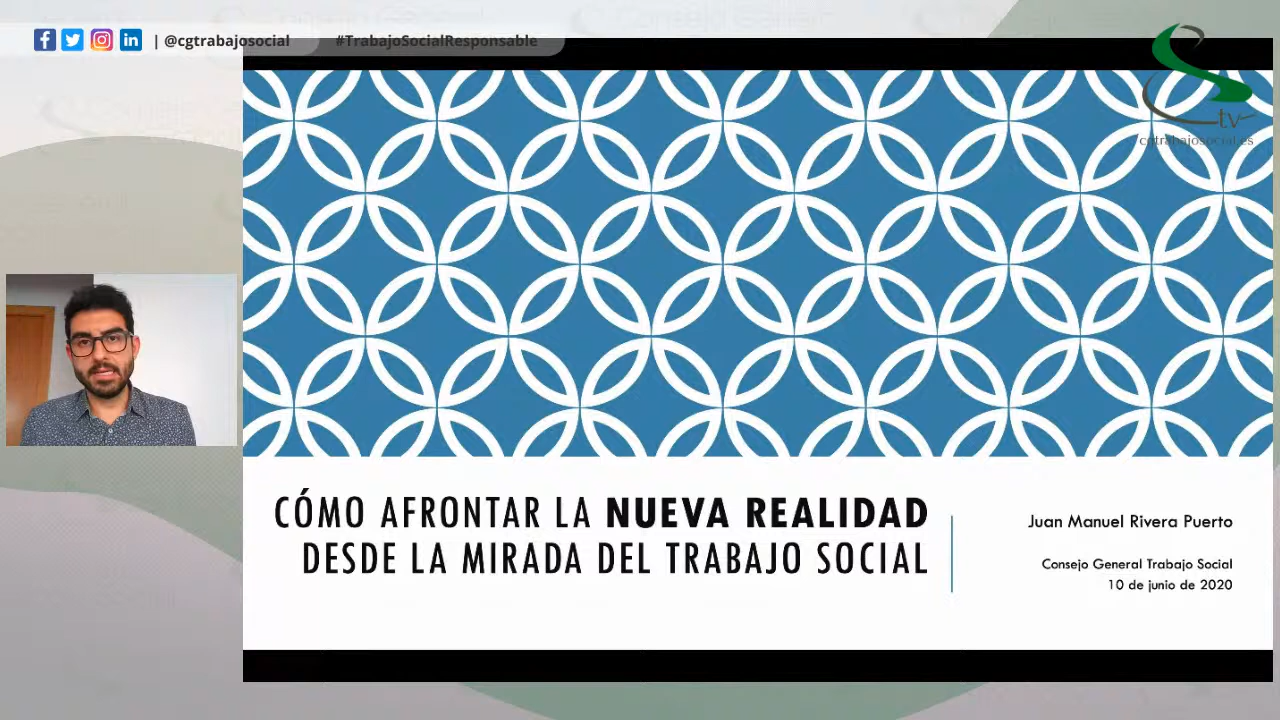 | @cgtrabajosocial
#TrabajoSocialResponsable
tv
cgtrabajosocial.es
CÓMO AFRONTAR LA NUEVA REALIDAD
DESDE LA MIRADA DEL TRABAJO SOCIAL
Juan Manuel Rivera Puerto
Consejo General Trabajo Social
10 de junio de 2020